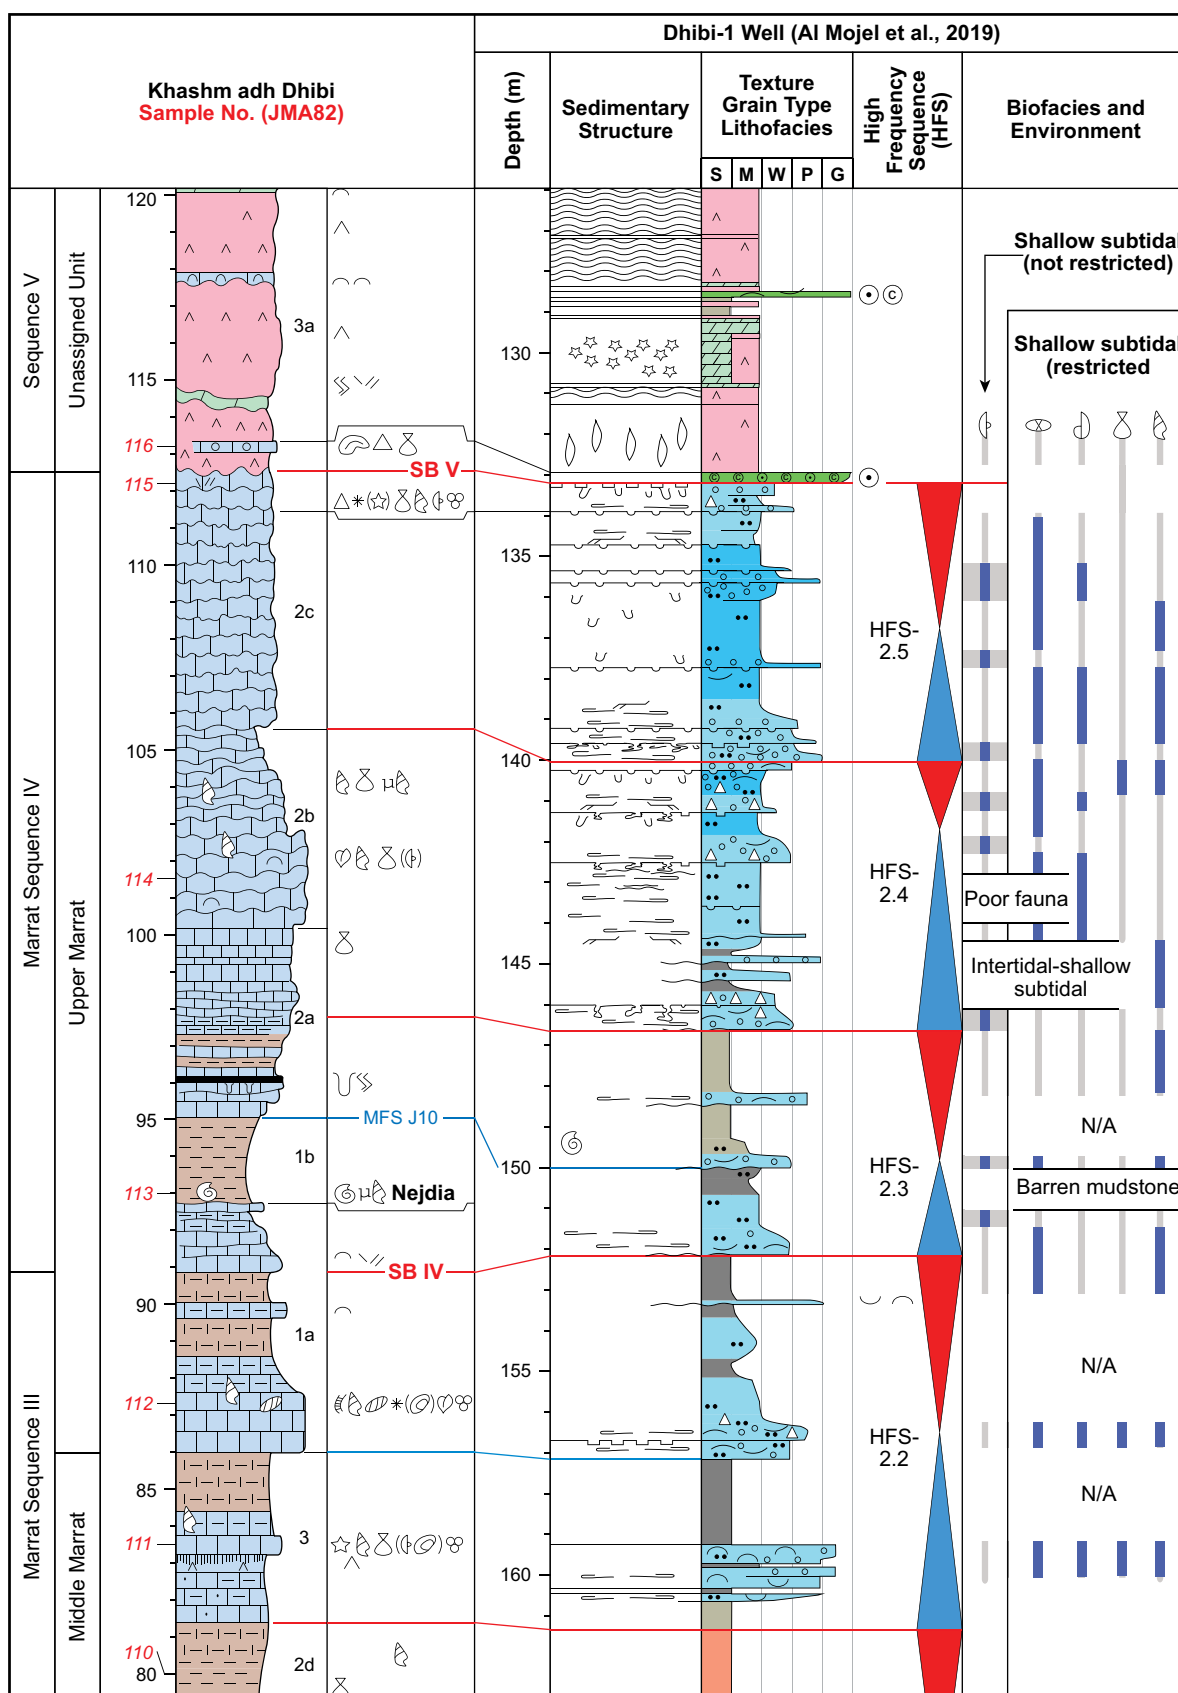 Dhibi-1 Well (Al Mojel et al., 2019)
Khashm adh Dhibi
Sample No. (JMA82)
Depth (m)
Sedimentary
Structure
Texture
Grain Type
Lithofacies
S M W P G
High
Frequency
Sequence
(HFS)
Biofacies and
Environment
Sequence V
Unassigned Unit
Marrat Sequence IV
Upper Marrat
Marrat Sequence III
Middle Marrat
120
115
110
105
100
95
90
85
80
116
115
114
113
112
111
110
3a
2c
2b
2a
1b
1a
3
2d
SB V
MFS J10
µ
µ Nejdia
SB IV
130
135
140
145
150
155
160
C
C C C
HFS-
2.5
HFS-
2.4
HFS-
2.3
HFS-
2.2
Shallow subtidal
(not restricted)
Shallow subtidal
(restricted
Poor fauna
Intertidal-shallow
subtidal
N/A
Barren mudstone
N/A
N/A